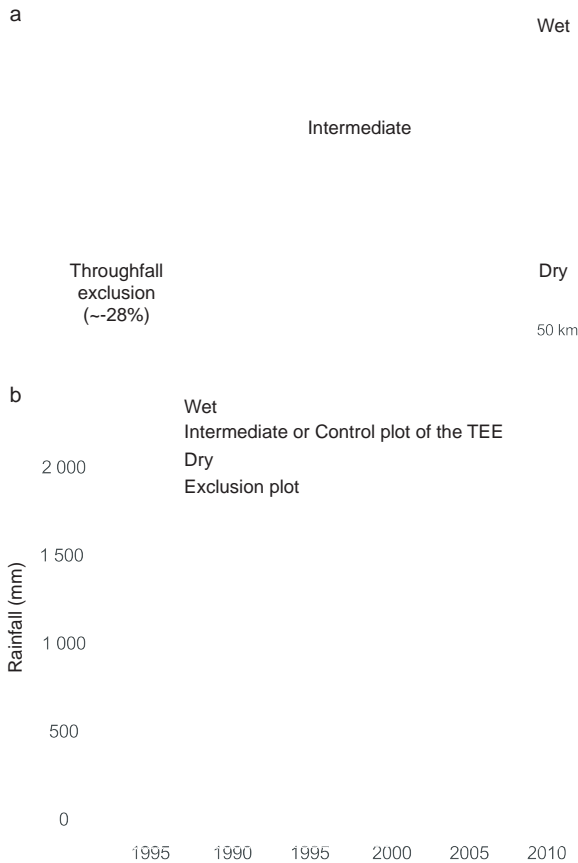 a
Wet
Intermediate
Throughfall
exclusion
(~-28%)
Dry
50 km
b
Wet
Intermediate or Control plot of the TEE
Dry
Exclusion plot
2 000
1 500
1 000
500
0
Rainfall (mm)
1995 1990 1995 2000 2005 2010